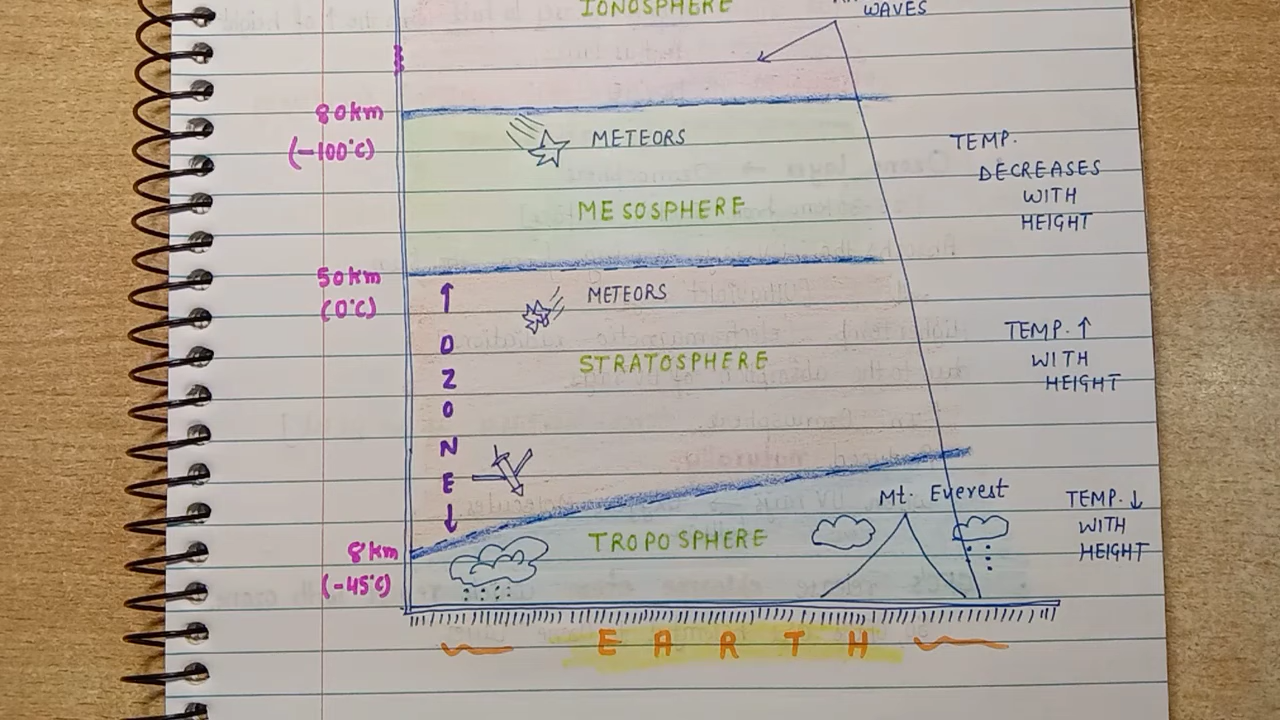 IONOSPHERE
WAVES
80km
(-100°C)
METEORS
TEMP.
DECREASES
WITH
HEIGHT
MESOSPHERE
50km
(0°C)
METEORS
TEMP. ↑
WITH
HEIGHT
STRATOSPHERE
↑
O
Z
O
N
E
↓
Mt. Everest
TEMP. ↓
WITH
HEIGHT
TROPOSPHERE
8km
(-45°C)
EARTH